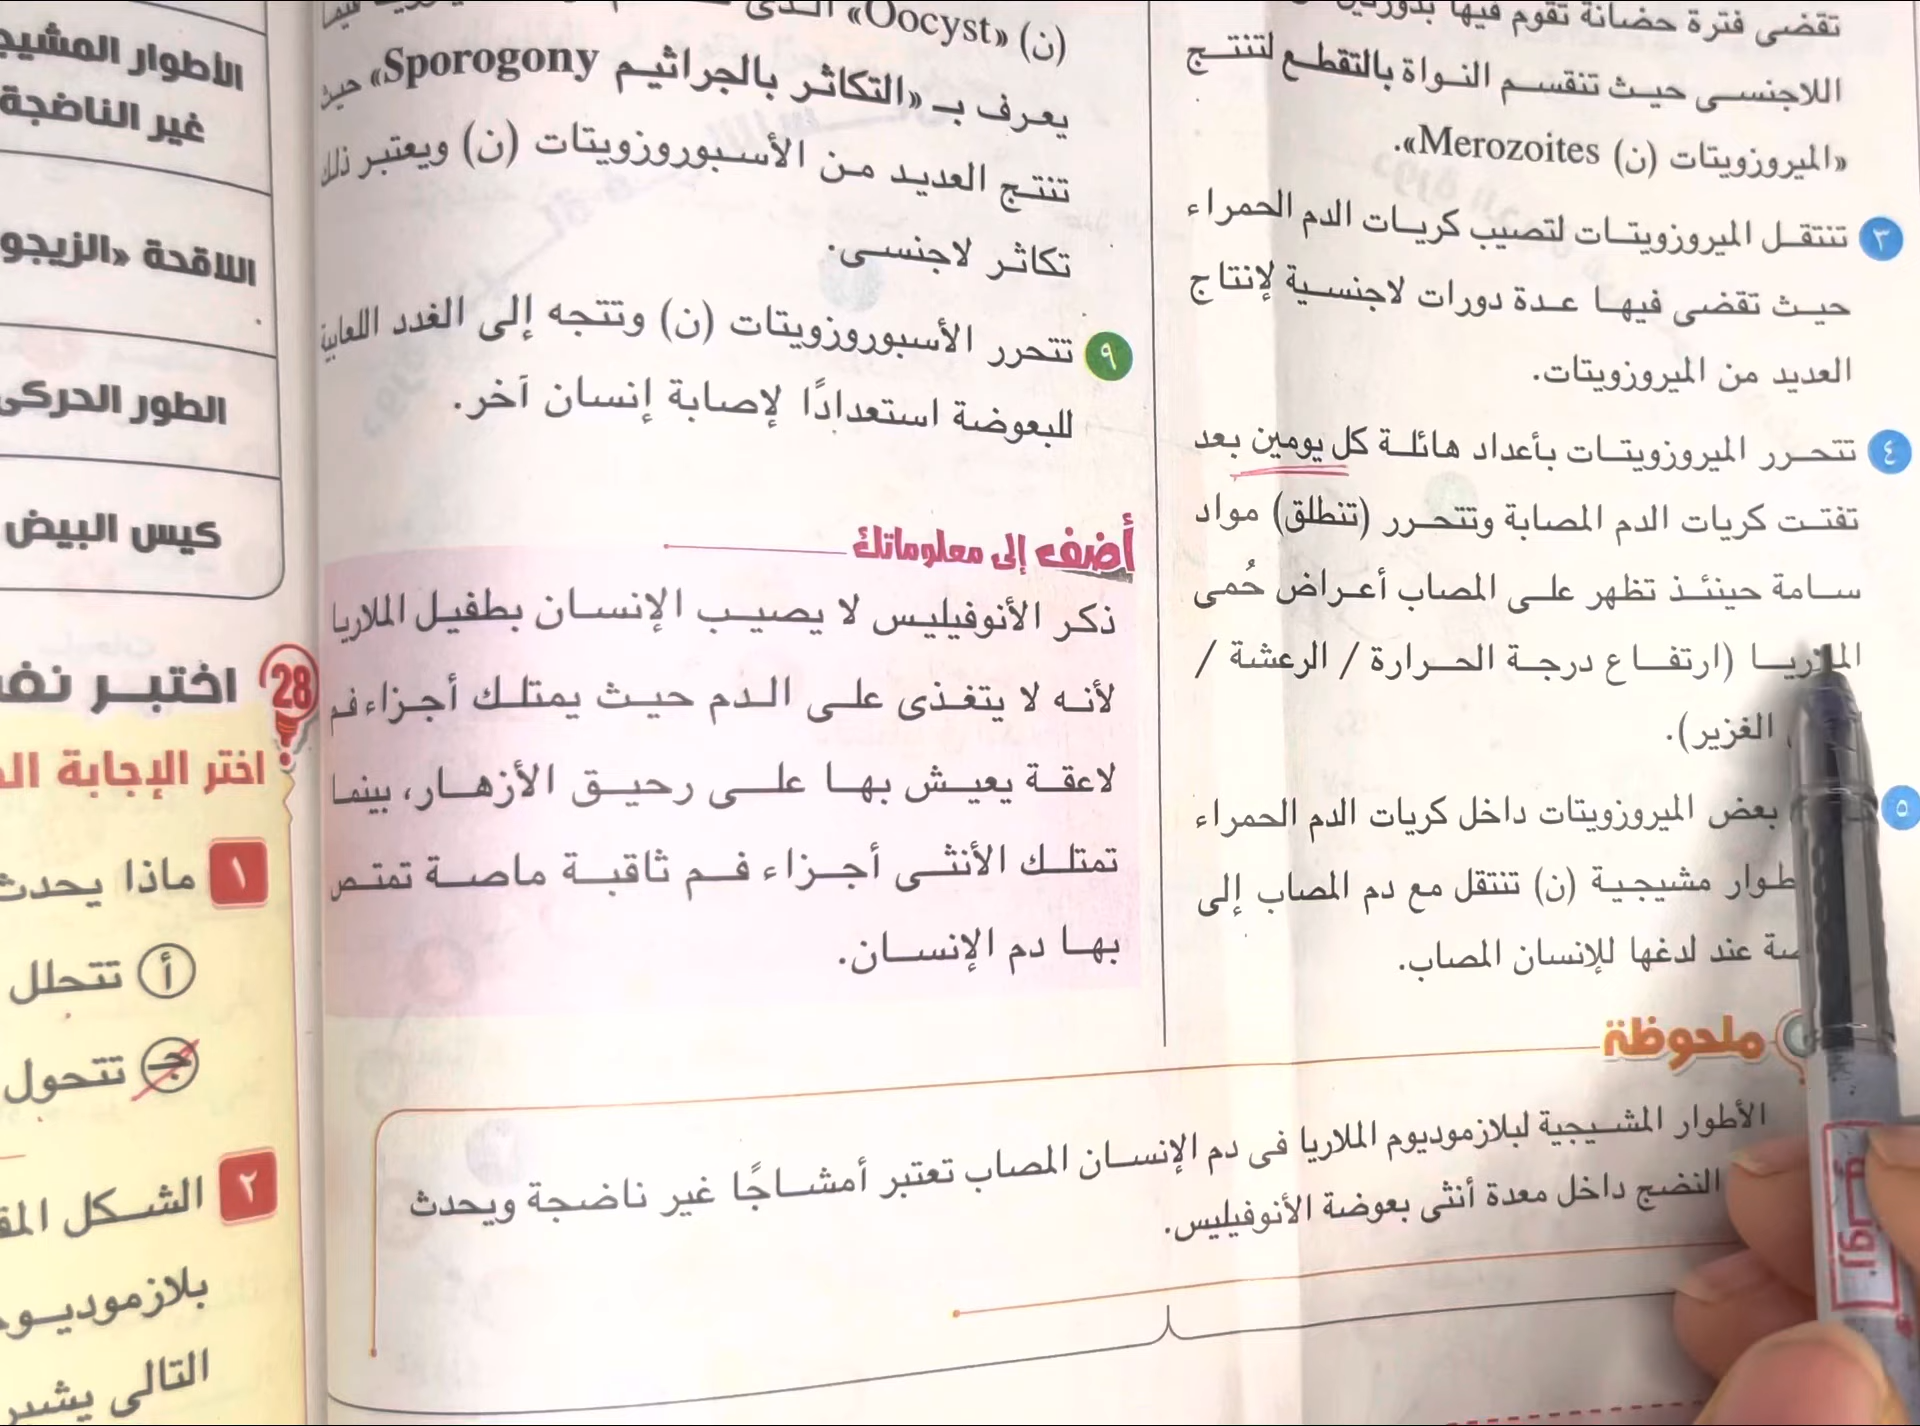 تقضى فترة حضانة تقوم فيها
اللاجنسى حيث تنقسم النواة بالتقطع لتنتج
«الميروزويتات (ن) Merozoites».
٣ تنتقل الميروزويتات لتصيب كريات الدم الحمراء
حيث تقضى فيها عدة دورات لاجنسية لإنتاج
العديد من الميروزويتات.
٤ تتحرر الميروزويتات بأعداد هائلة كل يومين بعد
تفتت كريات الدم المصابة وتتحرر (تنطلق) مواد
سامة حينئذ تظهر على المصاب أعراض حُمى
الملاريا (ارتفاع درجة الحرارة / الرعشة /
الغزير).
٥ بعض الميروزويتات داخل كريات الدم الحمراء
مشيجية (ن) تنتقل مع دم المصاب إلى
عند لدغها للإنسان المصاب.
(ن) «Oocyst»
يعرف بـ «التكاثر بالجراثيم Sporogony» حيث
تنتج العديد من الأسبوروزويتات (ن) ويعتبر ذلك
تكاثر لاجنسى.
٩ تتحرر الأسبوروزويتات (ن) وتتجه إلى الغدد اللعابية
للبعوضة استعدادًا لإصابة إنسان آخر.
أضف إلى معلوماتك
ذكر الأنوفيليس لا يصيب الإنسان بطفيل الملاريا
لأنه لا يتغذى على الدم حيث يمتلك أجزاء فم
لاعقة يعيش بها على رحيق الأزهار، بينما
تمتلك الأنثى أجزاء فم ثاقبة ماصة تمتص
بها دم الإنسان.
ملحوظة
الأطوار المشيجية لبلازموديوم الملاريا فى دم الإنسان المصاب تعتبر أمشاجًا غير ناضجة ويحدث
النضج داخل معدة أنثى بعوضة الأنوفيليس.
الأطوار
غير الناضجة
اللاقحة
الطور الحركى
كيس البيض
28 اختبر
اختر الإجابة
١ ماذا يحدث
أ تتحلل
جـ تتحول
٢ الشكل
التالى يشير